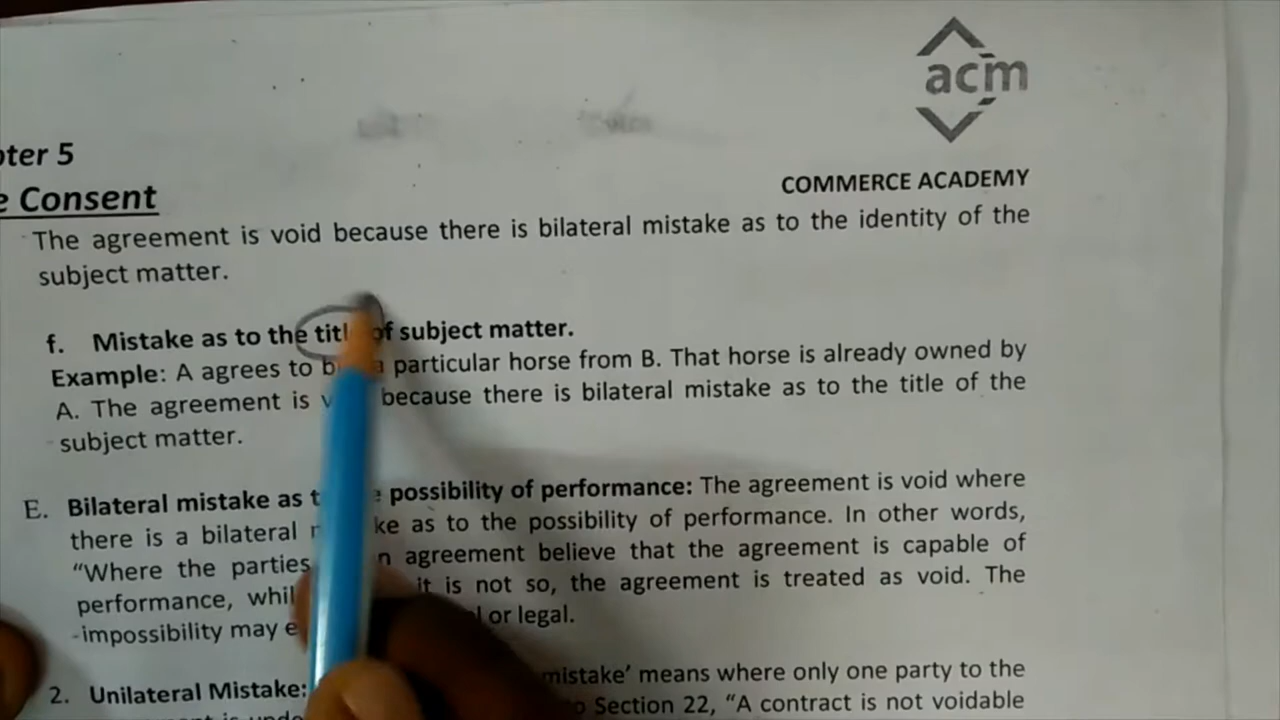 acm
pter 5
e Consent
COMMERCE ACADEMY
The agreement is void because there is bilateral mistake as to the identity of the
subject matter.
f. Mistake as to the of subject matter.
Example: A agrees to particular horse from B. That horse is already owned by
A. The agreement is because there is bilateral mistake as to the title of the
subject matter.
E. Bilateral mistake as possibility of performance: The agreement is void where
there is a bilateral as to the possibility of performance. In other words,
“Where the parties agreement believe that the agreement is capable of
performance, it is not so, the agreement is treated as void. The
impossibility may or legal.
2. Unilateral Mistake: mistake’ means where only one party to the
Section 22, “A contract is not voidable